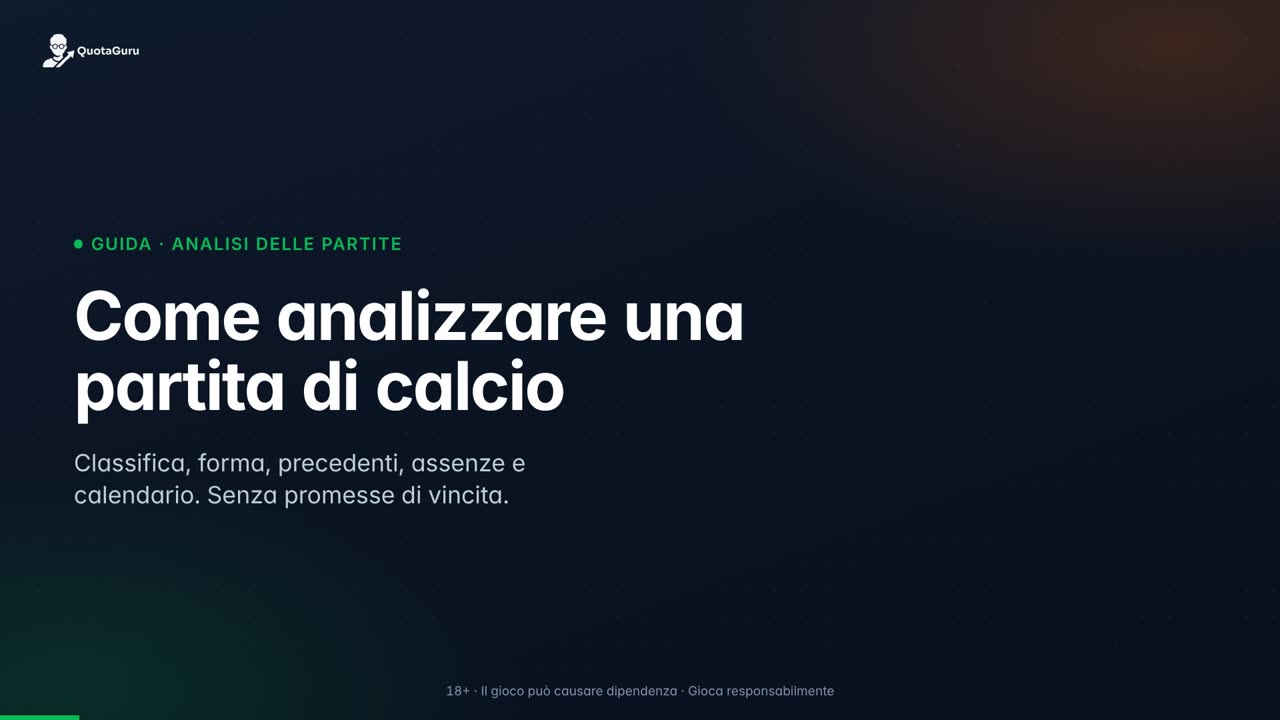 QuotaGuru
GUIDA · ANALISI DELLE PARTITE
Come analizzare una
partita di calcio
Classifica, forma, precedenti, assenze e
calendario. Senza promesse di vincita.
18+ · Il gioco può causare dipendenza · Gioca responsabilmente